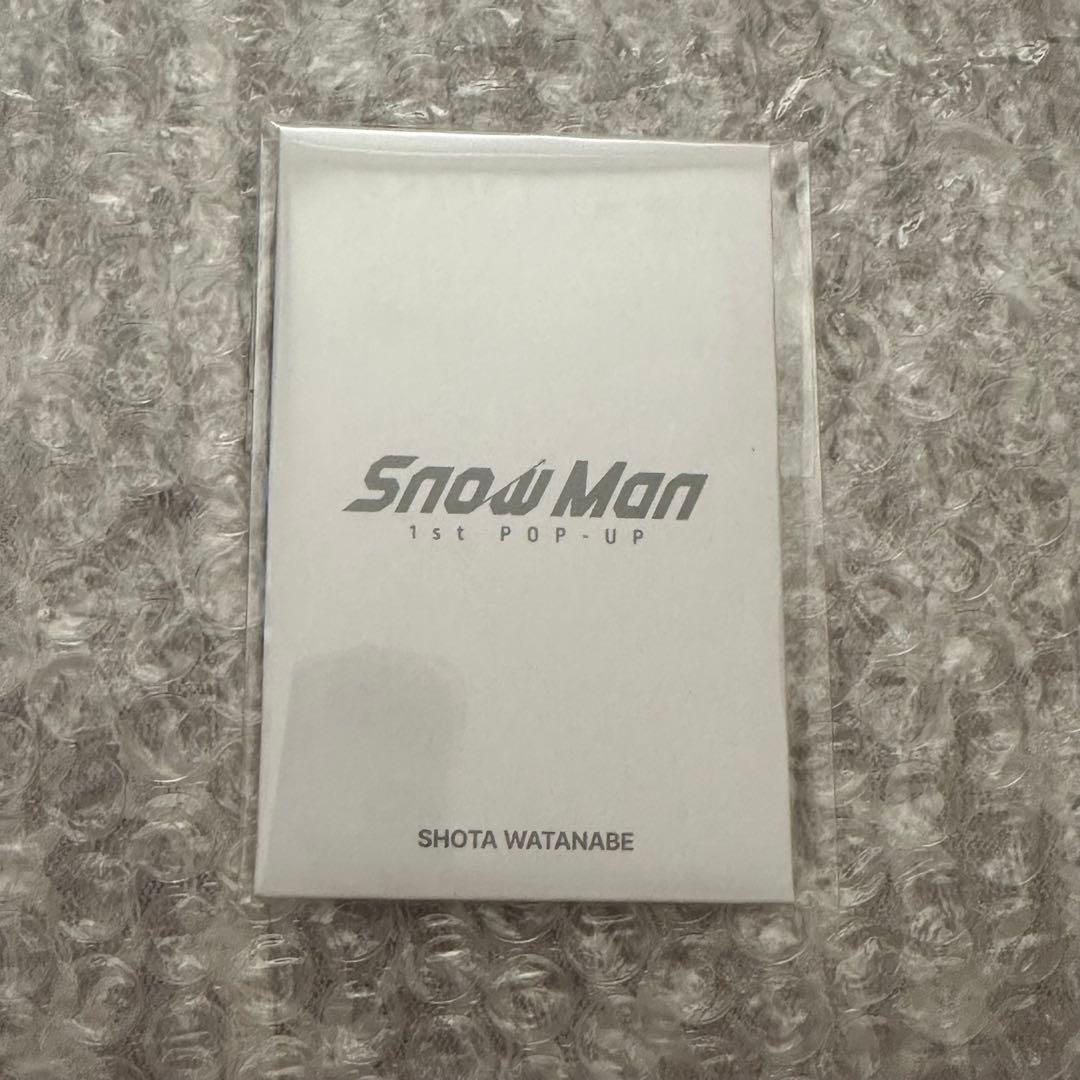 Snow Man
1st POP-UP
SHOTA WATANABE